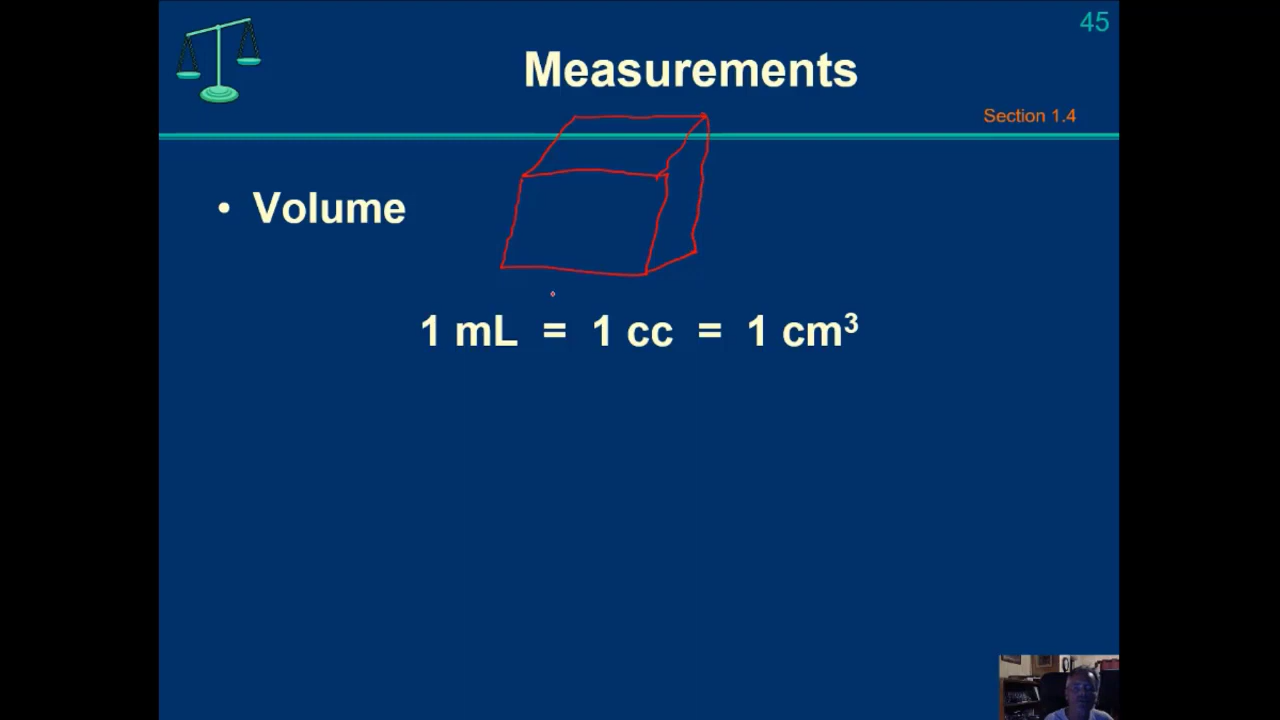 45
Measurements
Section 1.4
• Volume
1 mL = 1 cc = 1 cm³